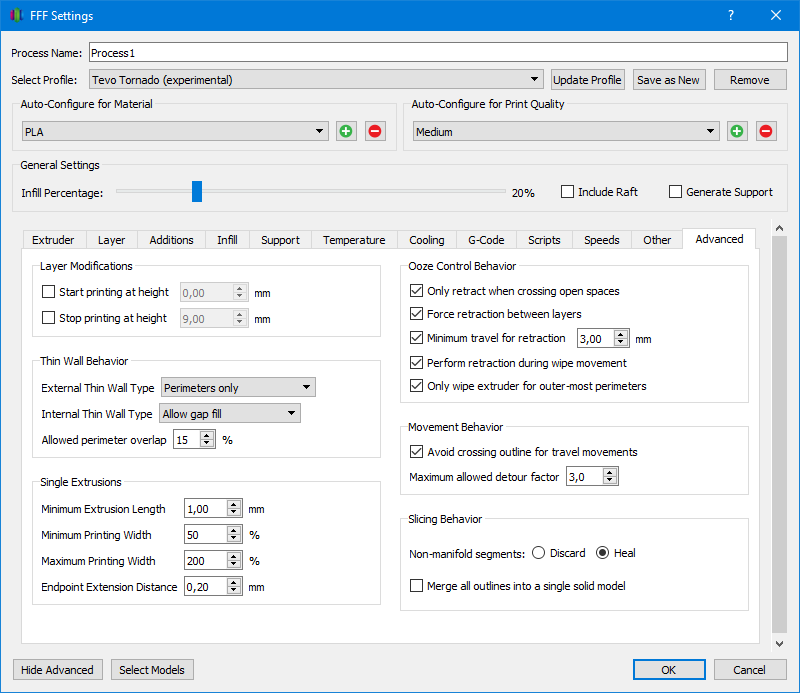 FFF Settings
Process Name: Process1
Select Profile: Tevo Tornado (experimental) Update Profile Save as New Remove
Auto-Configure for Material
PLA
Auto-Configure for Print Quality
Medium
General Settings
Infill Percentage: 20% Include Raft Generate Support
Extruder Layer Additions Infill Support Temperature Cooling G-Code Scripts Speeds Other Advanced
Layer Modifications
Start printing at height 0,00 mm
Stop printing at height 9,00 mm
Thin Wall Behavior
External Thin Wall Type Perimeters only
Internal Thin Wall Type Allow gap fill
Allowed perimeter overlap 15 %
Single Extrusions
Minimum Extrusion Length 1,00 mm
Minimum Printing Width 50 %
Maximum Printing Width 200 %
Endpoint Extension Distance 0,20 mm
Ooze Control Behavior
Only retract when crossing open spaces
Force retraction between layers
Minimum travel for retraction 3,00 mm
Perform retraction during wipe movement
Only wipe extruder for outer-most perimeters
Movement Behavior
Avoid crossing outline for travel movements
Maximum allowed detour factor 3,0
Slicing Behavior
Non-manifold segments: Discard Heal
Merge all outlines into a single solid model
Hide Advanced Select Models OK Cancel